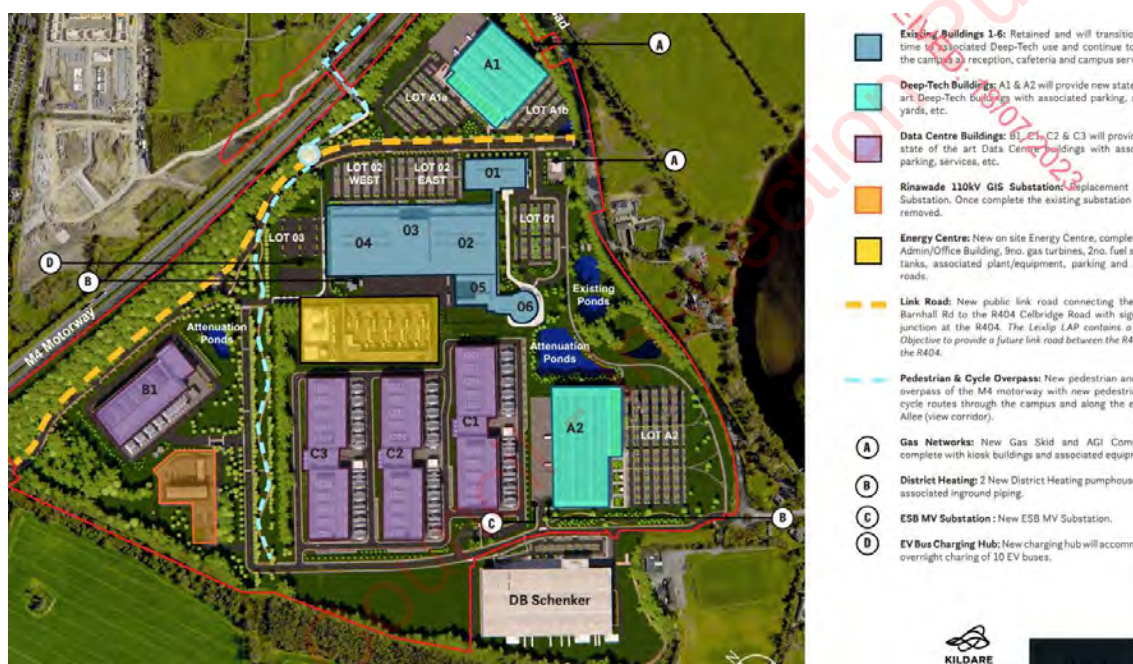 A
A1
LOT A1a
LOT A1b
A
LOT 02
WEST
LOT 02
EAST
01
LOT 01
LOT 03
04
03
02
D
B
05
06
Existing
Ponds
M4 Motorway
Attenuation
Ponds
Attenuation
Ponds
B1
C1
C2
C3
A2
LOT A2
C
B
DB Schenker
Existing Buildings 1-6: Retained and will transitio
time to associated Deep-Tech use and continue to
the campus as reception, cafeteria and campus serv
Deep-Tech Buildings: A1 & A2 will provide new state
art Deep-Tech buildings with associated parking,
yards, etc.
Data Centre Buildings: B1, C1, C2 & C3 will provid
state of the art Data Centre buildings with asso
parking, services, etc.
Rinawade 110kV GIS Substation: Replacement
Substation. Once complete the existing substation
removed.
Energy Centre: New on site Energy Centre, comple
Admin/Office Building, 9no. gas turbines, 2no. fuel s
tanks, associated plant/equipment, parking and
roads.
Link Road: New public link road connecting the
Barnhall Rd to the R404 Celbridge Road with sig
junction at the R404. The Leixlip LAP contains a
Objective to provide a future link road between the R4
the R404.
Pedestrian & Cycle Overpass: New pedestrian an
overpass of the M4 motorway with new pedestri
cycle routes through the campus and along the e
Allee (view corridor).
A
Gas Networks: New Gas Skid and AGI Com
complete with kiosk buildings and associated equip
B
District Heating: 2 New District Heating pumphouse
associated inground piping.
C
ESB MV Substation : New ESB MV Substation.
D
EV Bus Charging Hub: New charging hub will accomm
overnight charing of 10 EV buses.
KILDARE
18/07/2023